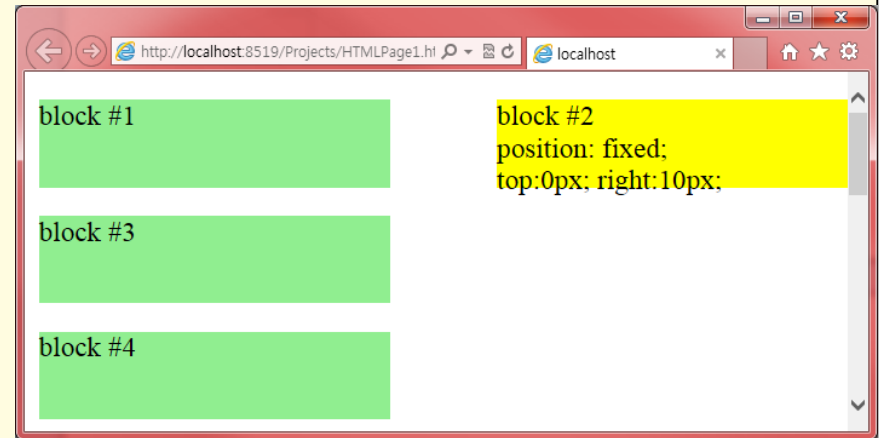 http://localhost:8519/Projects/HTMLPage1.ht
localhost
block #1
block #2
position: fixed;
top:0px; right:10px;
block #3
block #4